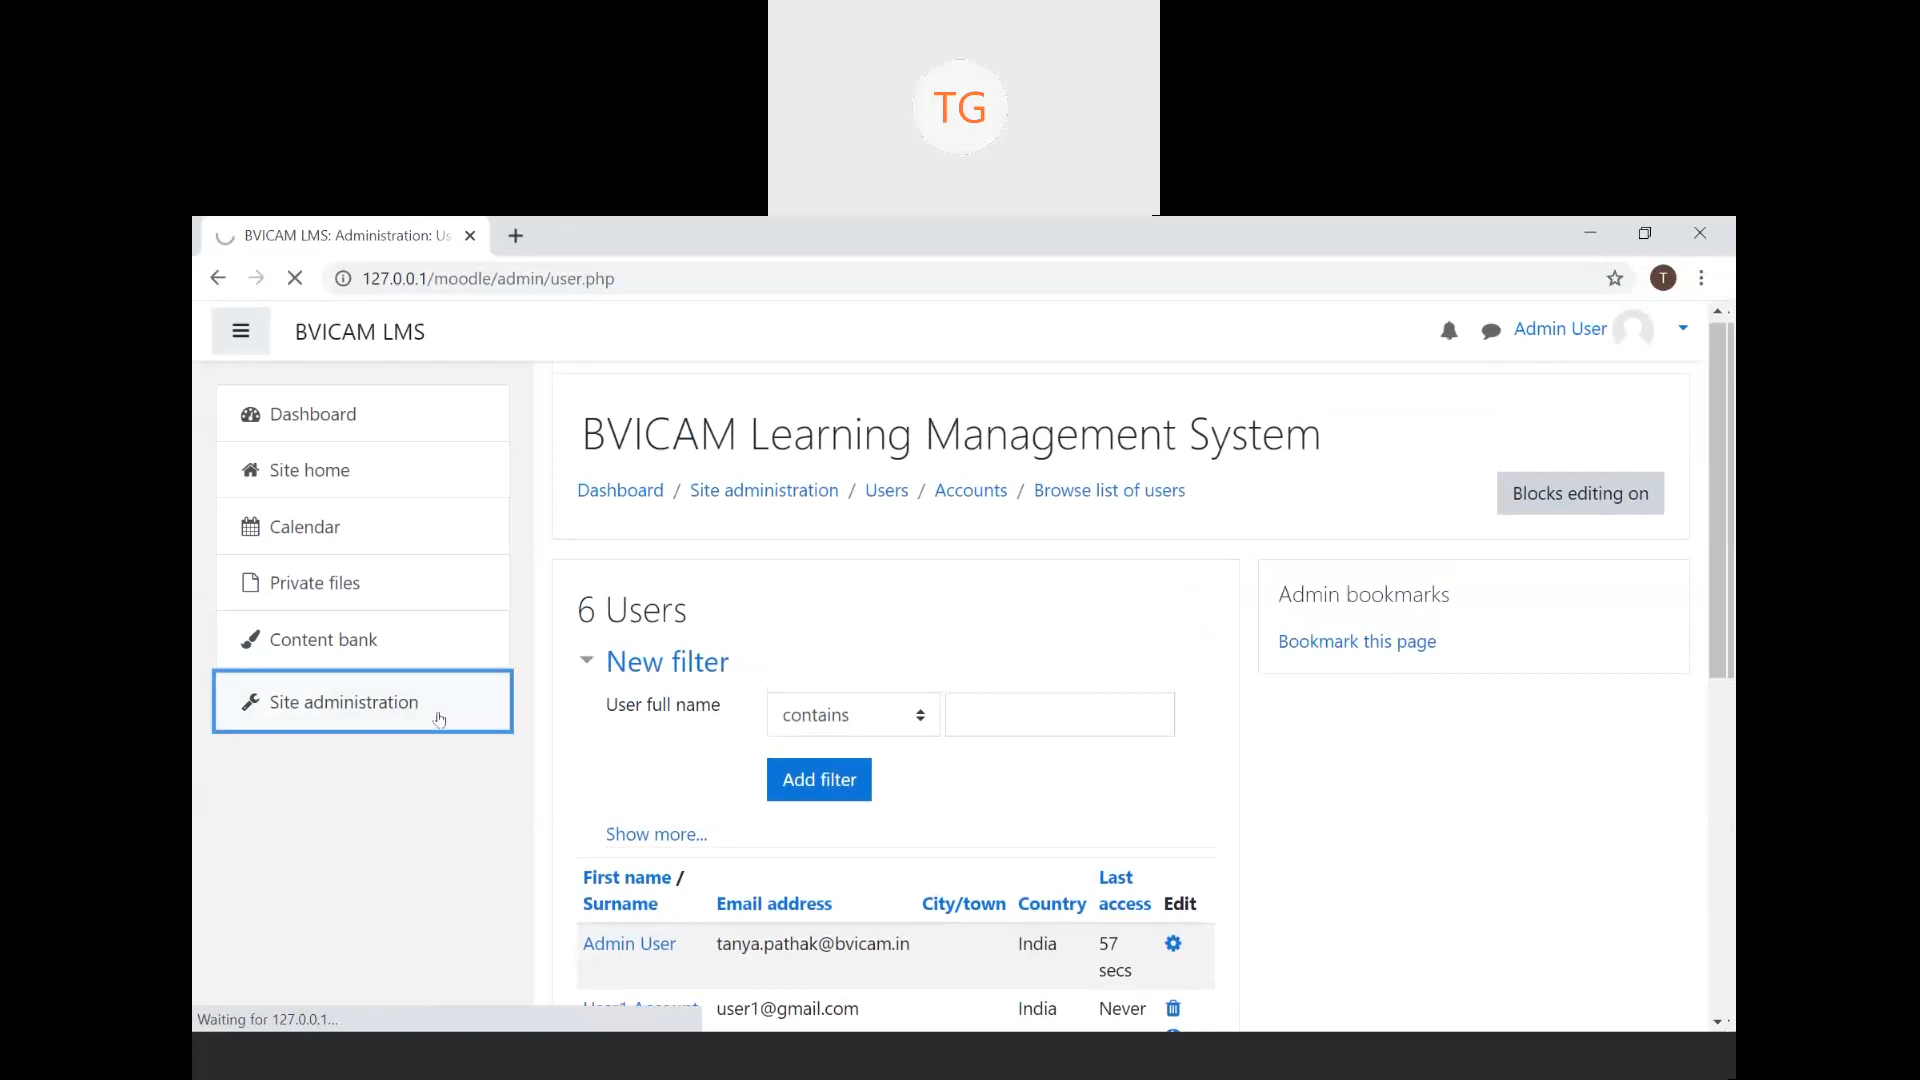 TG
BVICAM LMS: Administration: Us
127.0.0.1/moodle/admin/user.php
T
BVICAM LMS
Admin User
Dashboard
Site home
Calendar
Private files
Content bank
Site administration
BVICAM Learning Management System
Dashboard / Site administration / Users / Accounts / Browse list of users
Blocks editing on
6 Users
New filter
User full name
contains
Add filter
Show more...
Admin bookmarks
Bookmark this page
First name / Surname Email address City/town Country Last access Edit
Admin User tanya.pathak@bvicam.in India 57 secs
User1 Account user1@gmail.com India Never
Waiting for 127.0.0.1...